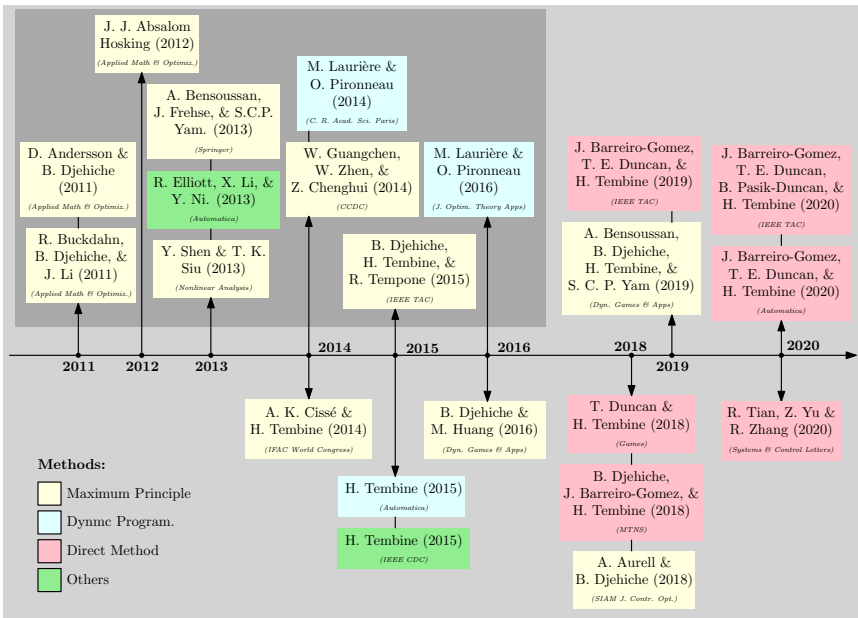 J. J. Absalom
Hosking (2012)
(Applied Math & Optimiz.)
D. Andersson &
B. Djehiche
(2011)
(Applied Math & Optimiz.)
R. Buckdahn,
B. Djehiche, &
J. Li (2011)
(Applied Math & Optimiz.)
A. Bensoussan,
J. Frehse, & S.C.P.
Yam. (2013)
(Springer)
R. Elliott, X. Li, &
Y. Ni. (2013)
(Automatica)
Y. Shen & T. K.
Siu (2013)
(Nonlinear Analysis)
M. Laurière &
O. Pironneau
(2014)
(C. R. Acad. Sci. Paris)
W. Guangchen,
W. Zhen, &
Z. Chenghui (2014)
(CCDC)
B. Djehiche,
H. Tembine, &
R. Tempone (2015)
(IEEE TAC)
M. Laurière &
O. Pironneau
(2016)
(J. Optim. Theory Apps)
J. Barreiro-Gomez,
T. E. Duncan, &
H. Tembine (2019)
(IEEE TAC)
A. Bensoussan,
B. Djehiche,
H. Tembine, &
S. C. P. Yam (2019)
(Dyn. Games & Apps)
J. Barreiro-Gomez,
T. E. Duncan,
B. Pasik-Duncan, &
H. Tembine (2020)
(IEEE TAC)
J. Barreiro-Gomez,
T. E. Duncan, &
H. Tembine (2020)
(Automatica)
2011
2012
2013
2014
2015
2016
2018
2019
2020
A. K. Cissé &
H. Tembine (2014)
(IFAC World Congress)
H. Tembine (2015)
(Automatica)
H. Tembine (2015)
(IEEE CDC)
B. Djehiche &
M. Huang (2016)
(Dyn. Games & Apps)
T. Duncan &
H. Tembine (2018)
(Games)
B. Djehiche,
J. Barreiro-Gomez, &
H. Tembine (2018)
(MTNS)
A. Aurell &
B. Djehiche (2018)
(SIAM J. Contr. Opt.)
R. Tian, Z. Yu &
R. Zhang (2020)
(Systems & Control Letters)
Methods:
Maximum Principle
Dynmc Program.
Direct Method
Others